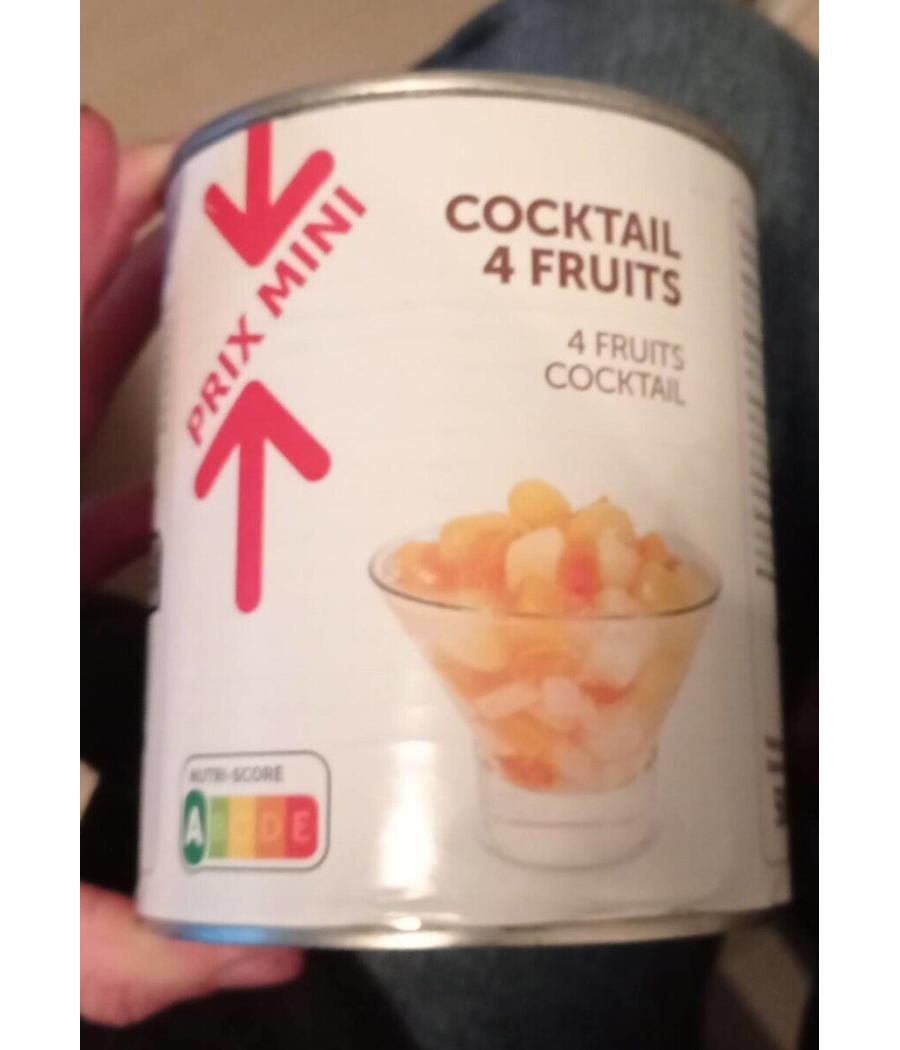 PRIX MINI
COCKTAIL
4 FRUITS
4 FRUITS
COCKTAIL
NUTRI-SCORE
A B C D E